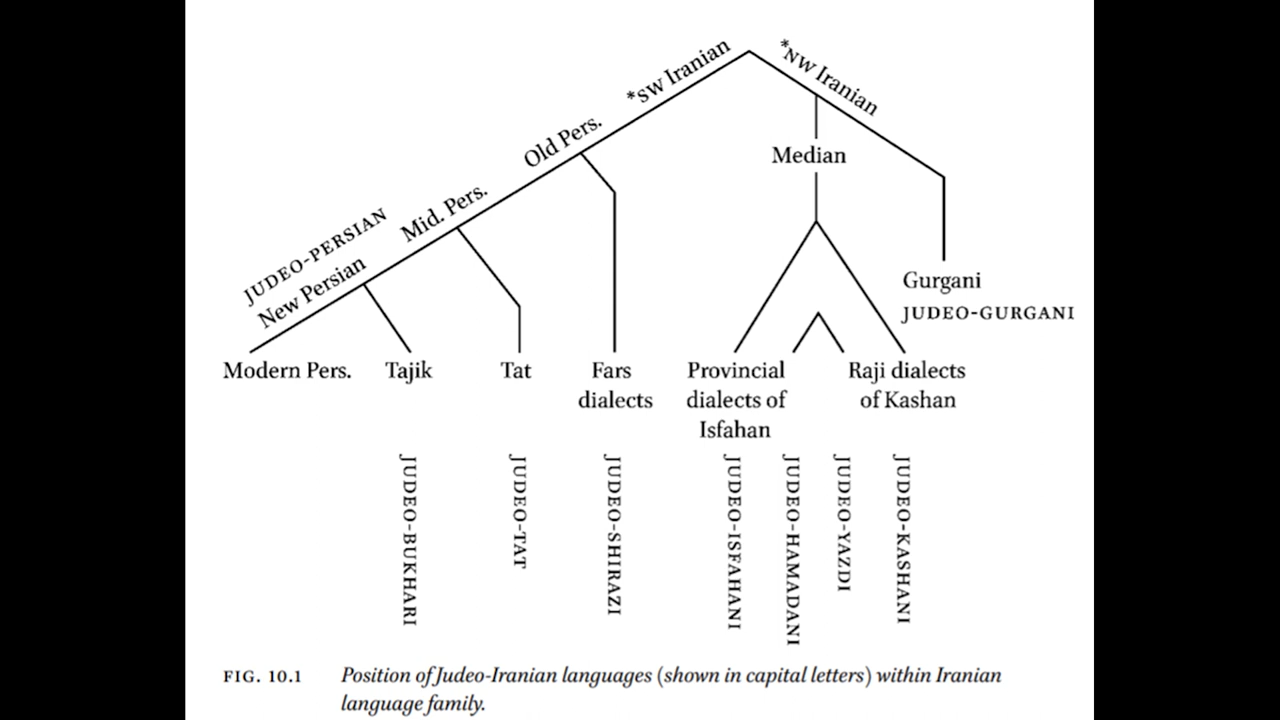 *SW Iranian
*NW Iranian
Old Pers.
Median
Mid. Pers.
JUDEO-PERSIAN
New Persian
Gurgani
JUDEO-GURGANI
Modern Pers.
Tajik
Tat
Fars
dialects
Provincial
dialects of
Isfahan
Raji dialects
of Kashan
JUDEO-BUKHARI
JUDEO-TAT
JUDEO-SHIRAZI
JUDEO-ISFAHANI
JUDEO-HAMADANI
JUDEO-YAZDI
JUDEO-KASHANI
FIG. 10.1 Position of Judeo-Iranian languages (shown in capital letters) within Iranian
language family.